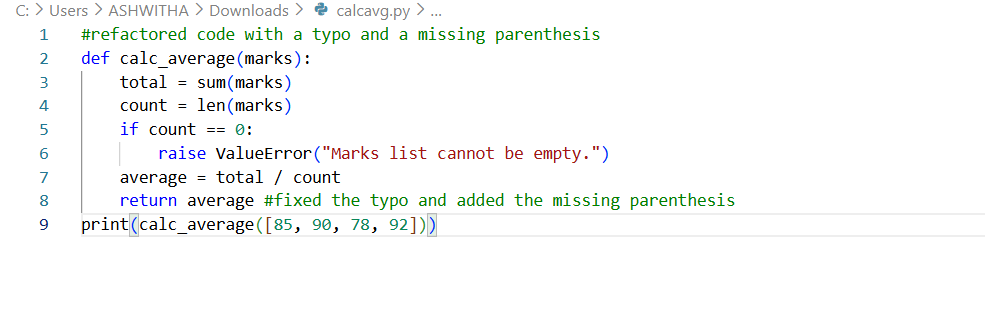 C: > Users > ASHWITHA > Downloads > calcavg.py > ...
1 #refactored code with a typo and a missing parenthesis
2 def calc_average(marks):
3     total = sum(marks)
4     count = len(marks)
5     if count == 0:
6         raise ValueError("Marks list cannot be empty.")
7     average = total / count
8     return average #fixed the typo and added the missing parenthesis
9 print(calc_average([85, 90, 78, 92]))